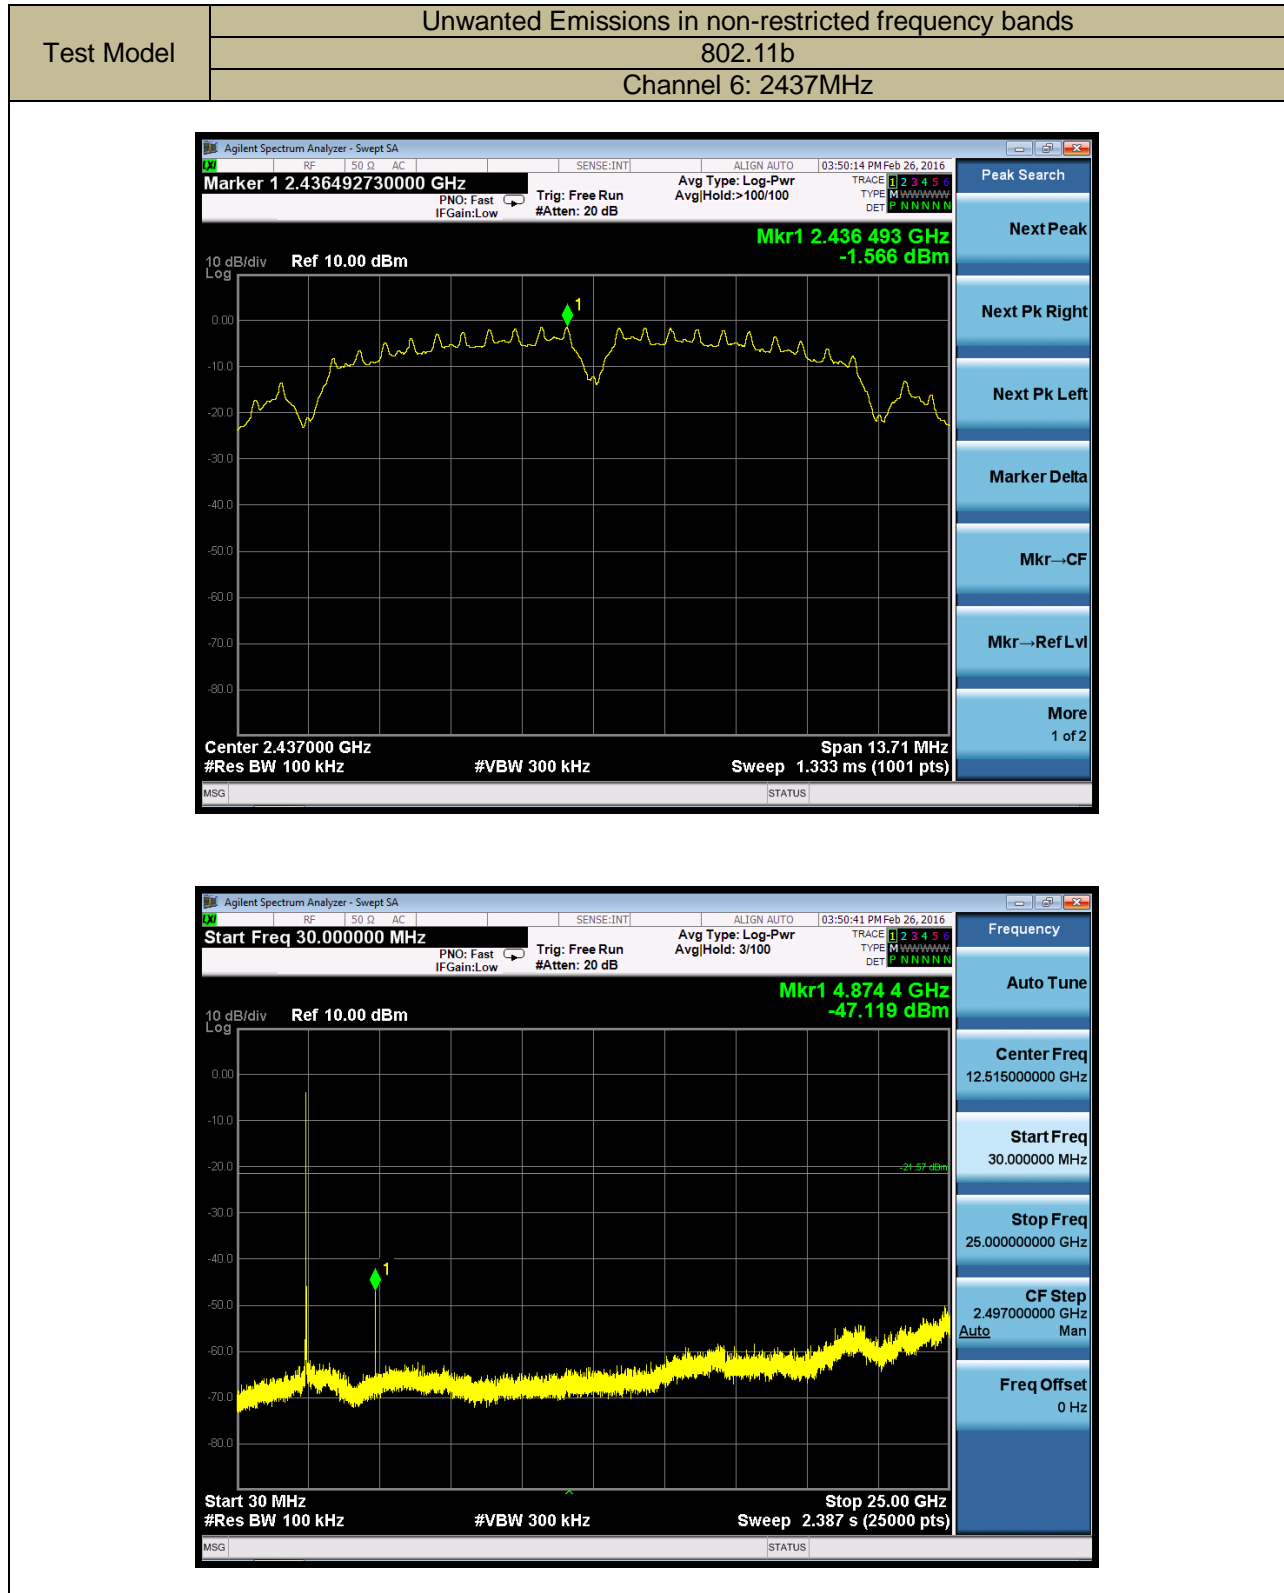 Test Model
Unwanted Emissions in non-restricted frequency bands
802.11b
Channel 6: 2437MHz
Agilent Spectrum Analyzer - Swept SA
LXI RF 50 Ω AC SENSE:INT ALIGN AUTO 03:50:14 PM Feb 26, 2016
Marker 1 2.436492730000 GHz
PNO: Fast
IFGain:Low
Trig: Free Run
#Atten: 20 dB
Avg Type: Log-Pwr
Avg|Hold:>100/100
TRACE 1 2 3 4 5 6
TYPE M WWWWW
DET P N N N N N
Mkr1 2.436 493 GHz
-1.566 dBm
10 dB/div Ref 10.00 dBm
Log
1
0.00
-10.0
-20.0
-30.0
-40.0
-50.0
-60.0
-70.0
-80.0
Center 2.437000 GHz Span 13.71 MHz
#Res BW 100 kHz #VBW 300 kHz Sweep 1.333 ms (1001 pts)
MSG STATUS
Peak Search
Next Peak
Next Pk Right
Next Pk Left
Marker Delta
Mkr→CF
Mkr→Ref Lvl
More
1 of 2
Agilent Spectrum Analyzer - Swept SA
LXI RF 50 Ω AC SENSE:INT ALIGN AUTO 03:50:41 PM Feb 26, 2016
Start Freq 30.000000 MHz
PNO: Fast
IFGain:Low
Trig: Free Run
#Atten: 20 dB
Avg Type: Log-Pwr
Avg|Hold: 3/100
TRACE 1 2 3 4 5 6
TYPE M WWWWW
DET P N N N N N
Mkr1 4.874 4 GHz
-47.119 dBm
10 dB/div Ref 10.00 dBm
Log
0.00
-10.0
-20.0
-21.57 dBm
-30.0
-40.0
1
-50.0
-60.0
-70.0
-80.0
Start 30 MHz Stop 25.00 GHz
#Res BW 100 kHz #VBW 300 kHz Sweep 2.387 s (25000 pts)
MSG STATUS
Frequency
Auto Tune
Center Freq
12.515000000 GHz
Start Freq
30.000000 MHz
Stop Freq
25.000000000 GHz
CF Step
2.497000000 GHz
Auto Man
Freq Offset
0 Hz